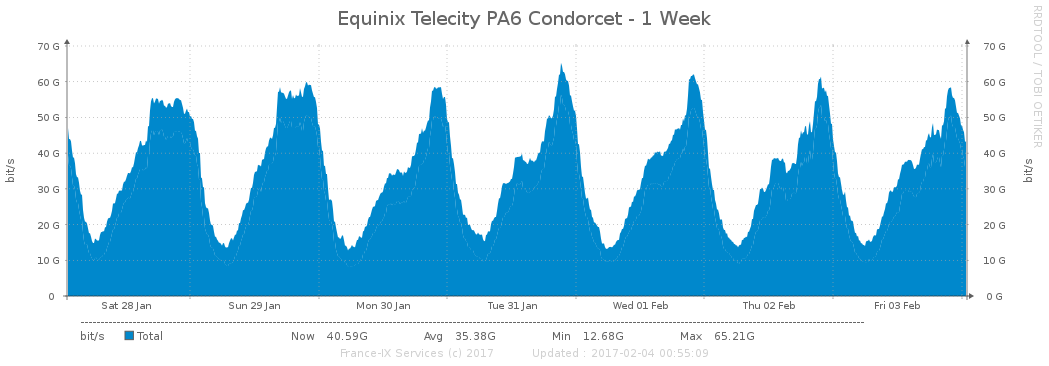 Equinix Telecity PA6 Condorcet - 1 Week
RRDTOOL / TOBI OETIKER
bit/s
70 G 70 G
60 G 60 G
50 G 50 G
40 G 40 G
30 G 30 G
20 G 20 G
10 G 10 G
0 0 G
bit/s
Sat 28 Jan Sun 29 Jan Mon 30 Jan Tue 31 Jan Wed 01 Feb Thu 02 Feb Fri 03 Feb
bit/s Total Now 40.59G Avg 35.38G Min 12.68G Max 65.21G
France-IX Services (c) 2017 Updated : 2017-02-04 00:55:09